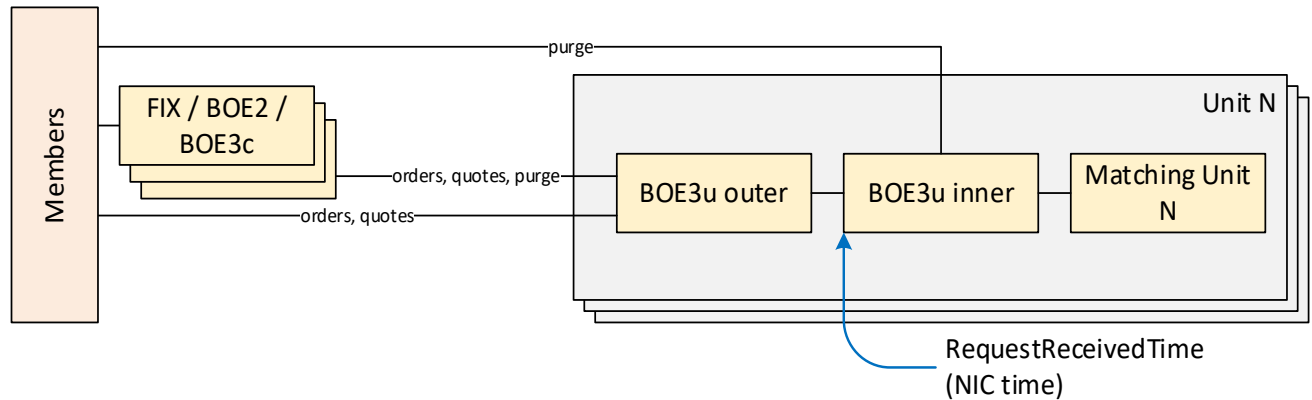 Members
purge
FIX / BOE2 /
BOE3c
orders, quotes, purge
orders, quotes
Unit N
BOE3u outer
BOE3u inner
Matching Unit
N
RequestReceivedTime
(NIC time)